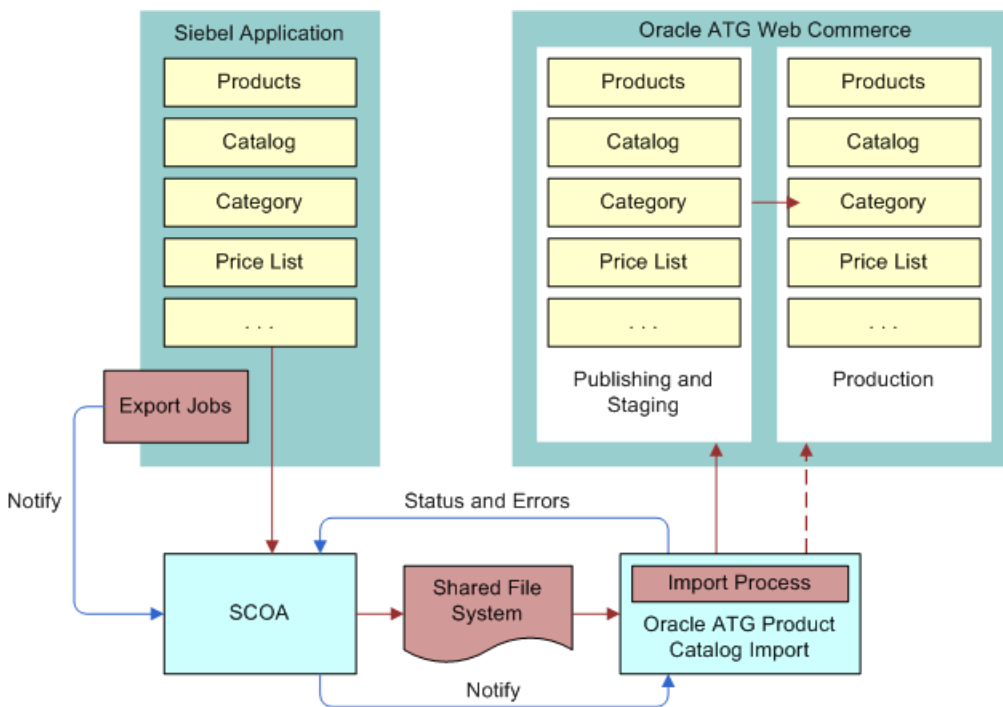 Siebel Application
Products
Catalog
Category
Price List
. . .
Export Jobs
Oracle ATG Web Commerce
Products
Catalog
Category
Price List
. . .
Publishing and
Staging
Products
Catalog
Category
Price List
. . .
Production
Notify
Status and Errors
SCOA
Shared File
System
Import Process
Oracle ATG Product
Catalog Import
Notify